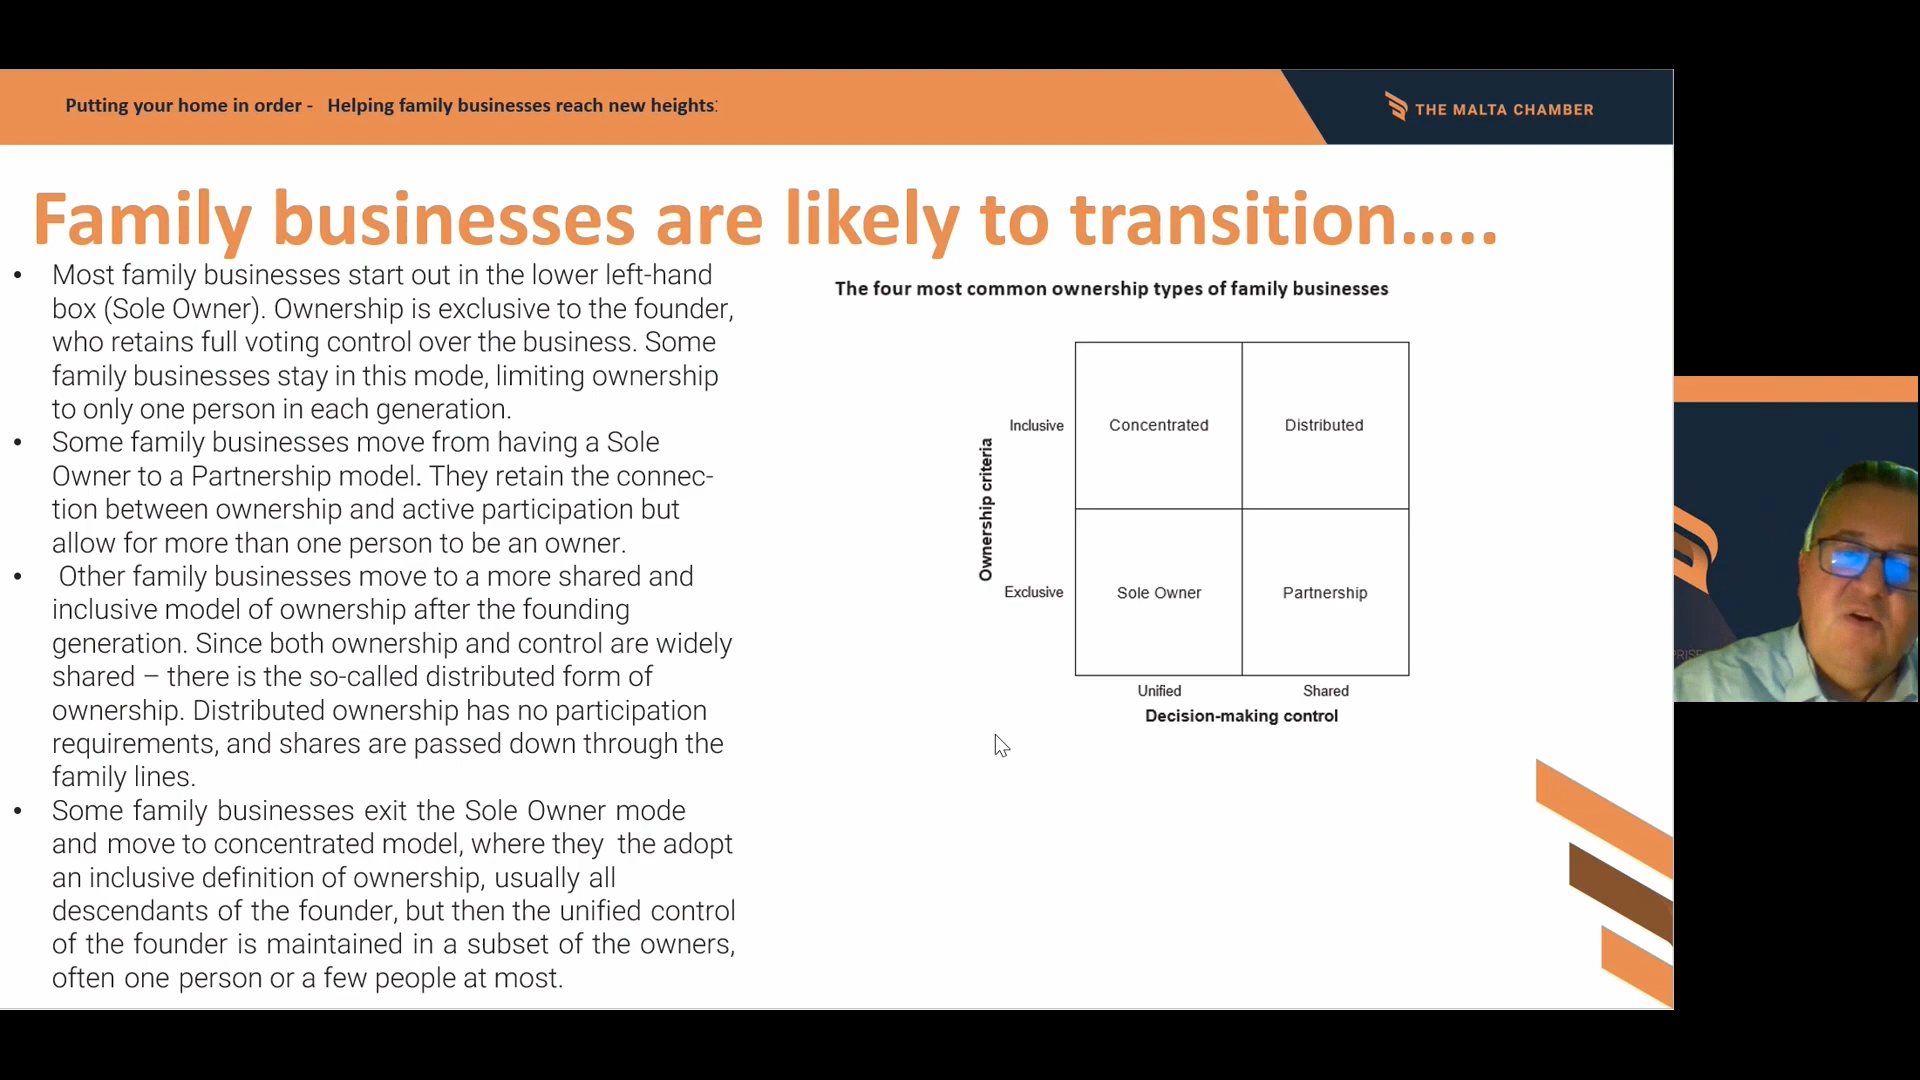 Putting your home in order - Helping family businesses reach new heights:
THE MALTA CHAMBER
Family businesses are likely to transition.....
• Most family businesses start out in the lower left-hand
box (Sole Owner). Ownership is exclusive to the founder,
who retains full voting control over the business. Some
family businesses stay in this mode, limiting ownership
to only one person in each generation.
• Some family businesses move from having a Sole
Owner to a Partnership model. They retain the connec-
tion between ownership and active participation but
allow for more than one person to be an owner.
• Other family businesses move to a more shared and
inclusive model of ownership after the founding
generation. Since both ownership and control are widely
shared – there is the so-called distributed form of
ownership. Distributed ownership has no participation
requirements, and shares are passed down through the
family lines.
• Some family businesses exit the Sole Owner mode
and move to concentrated model, where they the adopt
an inclusive definition of ownership, usually all
descendants of the founder, but then the unified control
of the founder is maintained in a subset of the owners,
often one person or a few people at most.
The four most common ownership types of family businesses
Ownership criteria
Inclusive
Concentrated
Distributed
Exclusive
Sole Owner
Partnership
Unified
Shared
Decision-making control